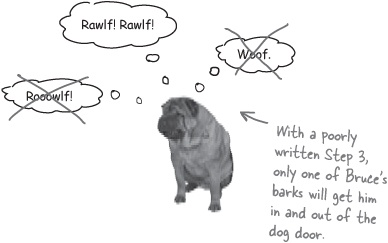 Rawlf! Rawlf!
Woof.
Rooowlf!
With a poorly
written Step 3,
only one of Bruce's
barks will get him
in and out of the
dog door.